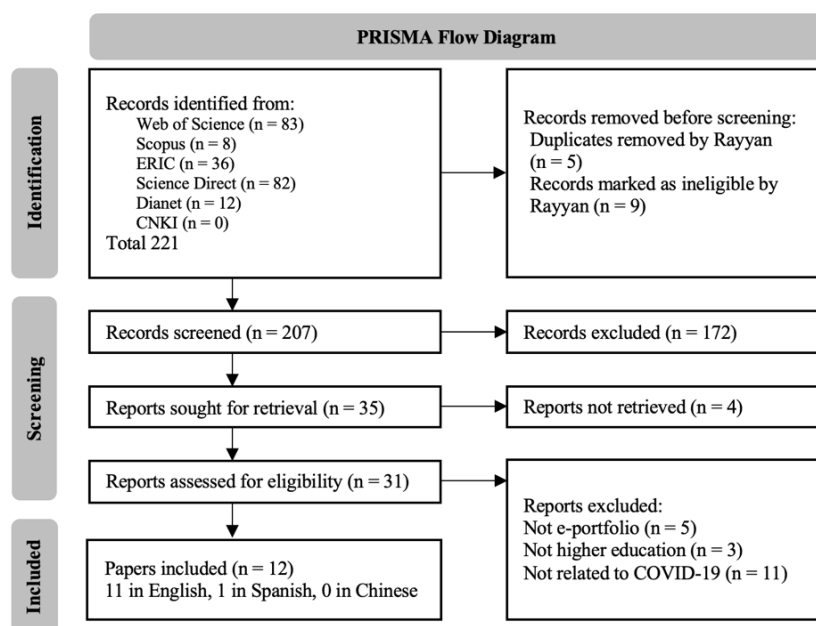 PRISMA Flow Diagram
Identification
Records identified from:
Web of Science (n = 83)
Scopus (n = 8)
ERIC (n = 36)
Science Direct (n = 82)
Dianet (n = 12)
CNKI (n = 0)
Total 221
Records removed before screening:
Duplicates removed by Rayyan
(n = 5)
Records marked as ineligible by
Rayyan (n = 9)
Screening
Records screened (n = 207)
Records excluded (n = 172)
Reports sought for retrieval (n = 35)
Reports not retrieved (n = 4)
Reports assessed for eligibility (n = 31)
Reports excluded:
Not e-portfolio (n = 5)
Not higher education (n = 3)
Not related to COVID-19 (n = 11)
Included
Papers included (n = 12)
11 in English, 1 in Spanish, 0 in Chinese